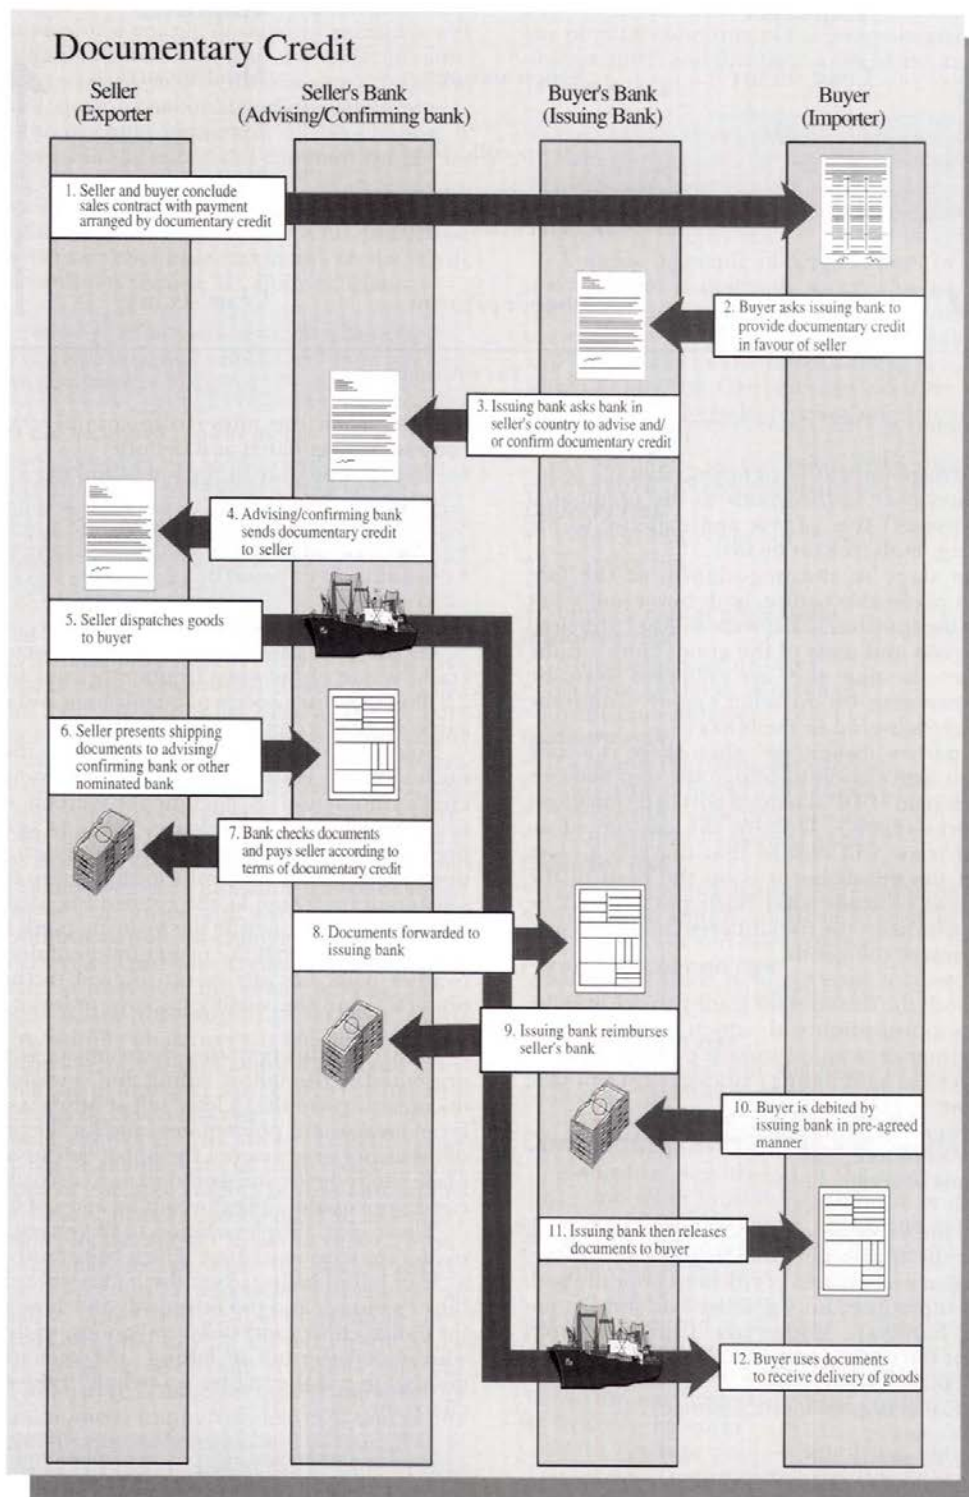 Documentary Credit
Seller
(Exporter
Seller's Bank
(Advising/Confirming bank)
Buyer's Bank
(Issuing Bank)
Buyer
(Importer)
1. Seller and buyer conclude
sales contract with payment
arranged by documentary credit
2. Buyer asks issuing bank to
provide documentary credit
in favour of seller
3. Issuing bank asks bank in
seller's country to advise and/
or confirm documentary credit
4. Advising/confirming bank
sends documentary credit
to seller
5. Seller dispatches goods
to buyer
6. Seller presents shipping
documents to advising/
confirming bank or other
nominated bank
7. Bank checks documents
and pays seller according to
terms of documentary credit
8. Documents forwarded to
issuing bank
9. Issuing bank reimburses
seller's bank
10. Buyer is debited by
issuing bank in pre-agreed
manner
11. Issuing bank then releases
documents to buyer
12. Buyer uses documents
to receive delivery of goods